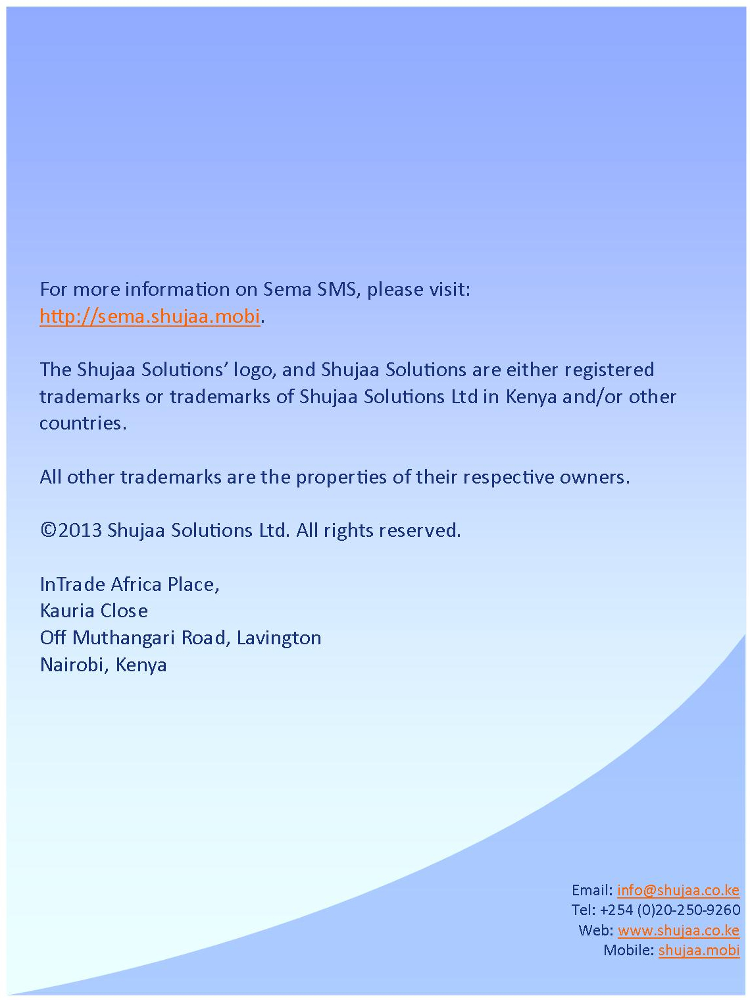 For more information on Sema SMS, please visit:
http://sema.shujaa.mobi.
The Shujaa Solutions’ logo, and Shujaa Solutions are either registered
trademarks or trademarks of Shujaa Solutions Ltd in Kenya and/or other
countries.
All other trademarks are the properties of their respective owners.
©2013 Shujaa Solutions Ltd. All rights reserved.
InTrade Africa Place,
Kauria Close
Off Muthangari Road, Lavington
Nairobi, Kenya
Email: info@shujaa.co.ke
Tel: +254 (0)20-250-9260
Web: www.shujaa.co.ke
Mobile: shujaa.mobi